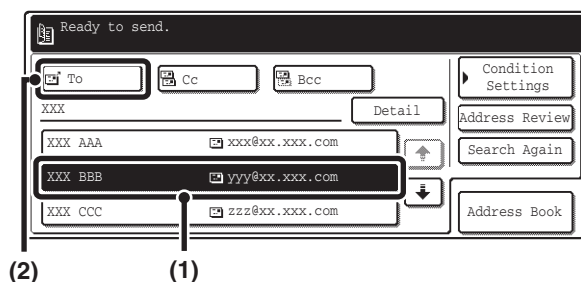 Ready to send.
To
Cc
Bcc
Condition
Settings
XXX
Detail
Address Review
XXX AAA xxx@xx.xxx.com
Search Again
XXX BBB yyy@xx.xxx.com
XXX CCC zzz@xx.xxx.com
Address Book
(2)
(1)